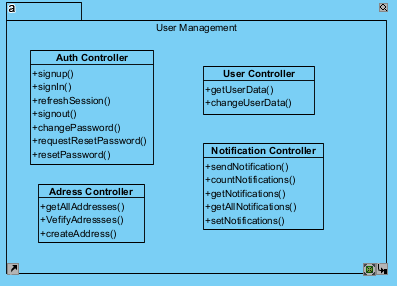 a
User Management
Auth Controller
+signup()
+signIn()
+refreshSession()
+signout()
+changePassword()
+requestResetPassword()
+resetPassword()
User Controller
+getUserData()
+changeUserData()
Notification Controller
+sendNotification()
+countNotifications()
+getNotifications()
+getAllNotifications()
+setNotifications()
Adress Controller
+getAllAddresses()
+VefifyAdressses()
+createAddress()